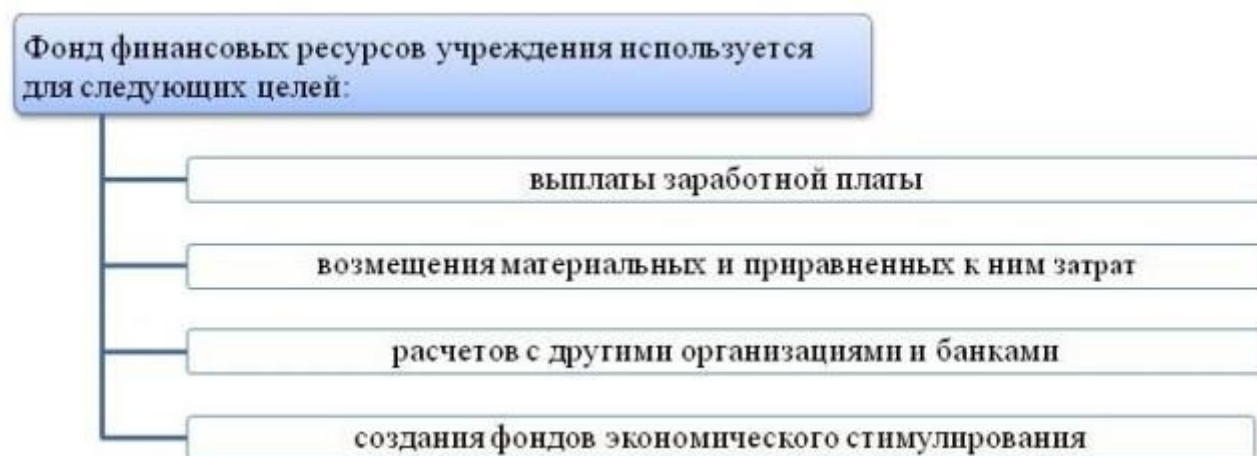 Фонд финансовых ресурсов учреждения используется
для следующих целей:
выплаты заработной платы
возмещения материальных и приравненных к ним затрат
расчетов с другими организациями и банками
создания фондов экономического стимулирования